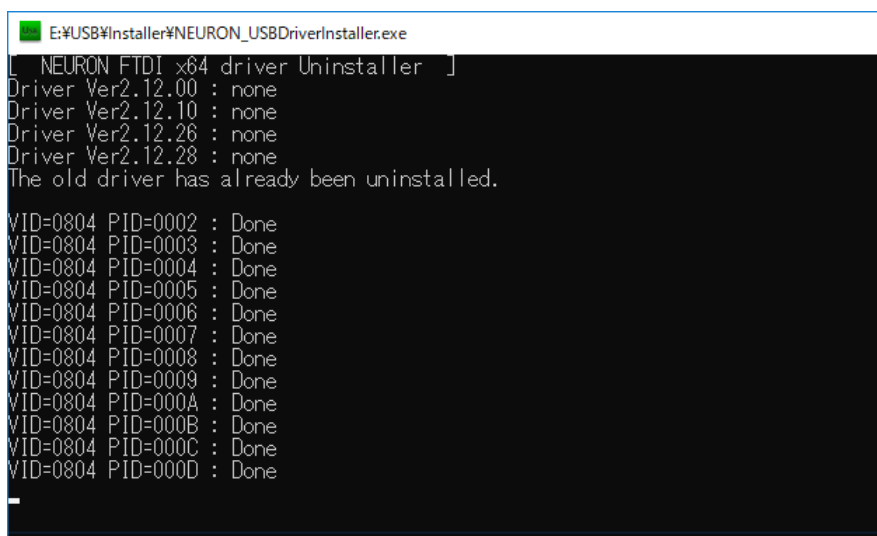 E:¥USB¥Installer¥NEURON_USBDriverInstaller.exe
[  NEURON FTDI x64 driver Uninstaller  ]
Driver Ver2.12.00 : none
Driver Ver2.12.10 : none
Driver Ver2.12.26 : none
Driver Ver2.12.28 : none
The old driver has already been uninstalled.
VID=0804 PID=0002 : Done
VID=0804 PID=0003 : Done
VID=0804 PID=0004 : Done
VID=0804 PID=0005 : Done
VID=0804 PID=0006 : Done
VID=0804 PID=0007 : Done
VID=0804 PID=0008 : Done
VID=0804 PID=0009 : Done
VID=0804 PID=000A : Done
VID=0804 PID=000B : Done
VID=0804 PID=000C : Done
VID=0804 PID=000D : Done